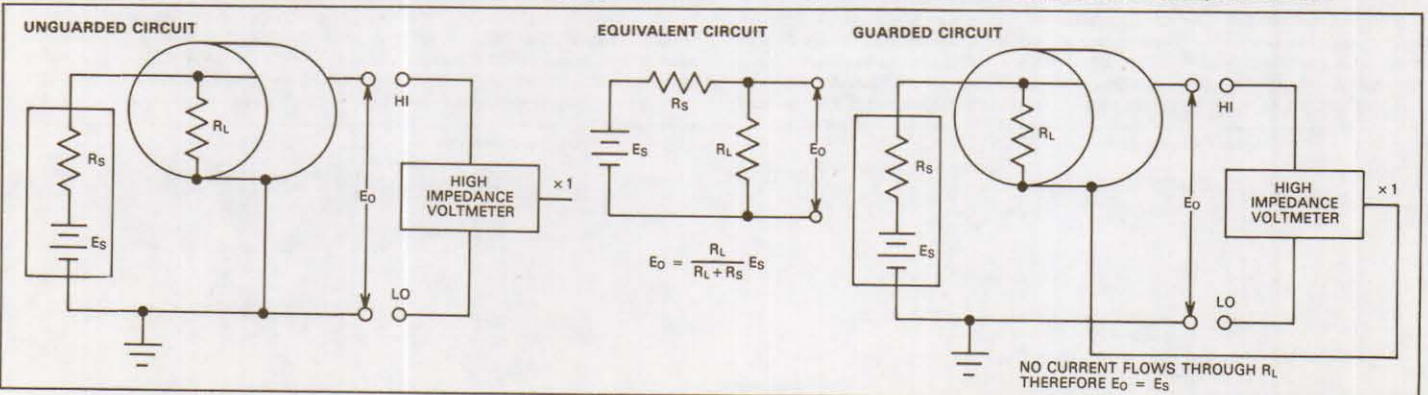 UNGUARDED CIRCUIT
RL
RS
ES
EO
HI
LO
HIGH
IMPEDANCE
VOLTMETER
×1
EQUIVALENT CIRCUIT
RS
ES
RL
EO
EO = RL / RL + RS ES
GUARDED CIRCUIT
RL
RS
ES
EO
HI
LO
HIGH
IMPEDANCE
VOLTMETER
×1
NO CURRENT FLOWS THROUGH RL
THEREFORE EO = ES